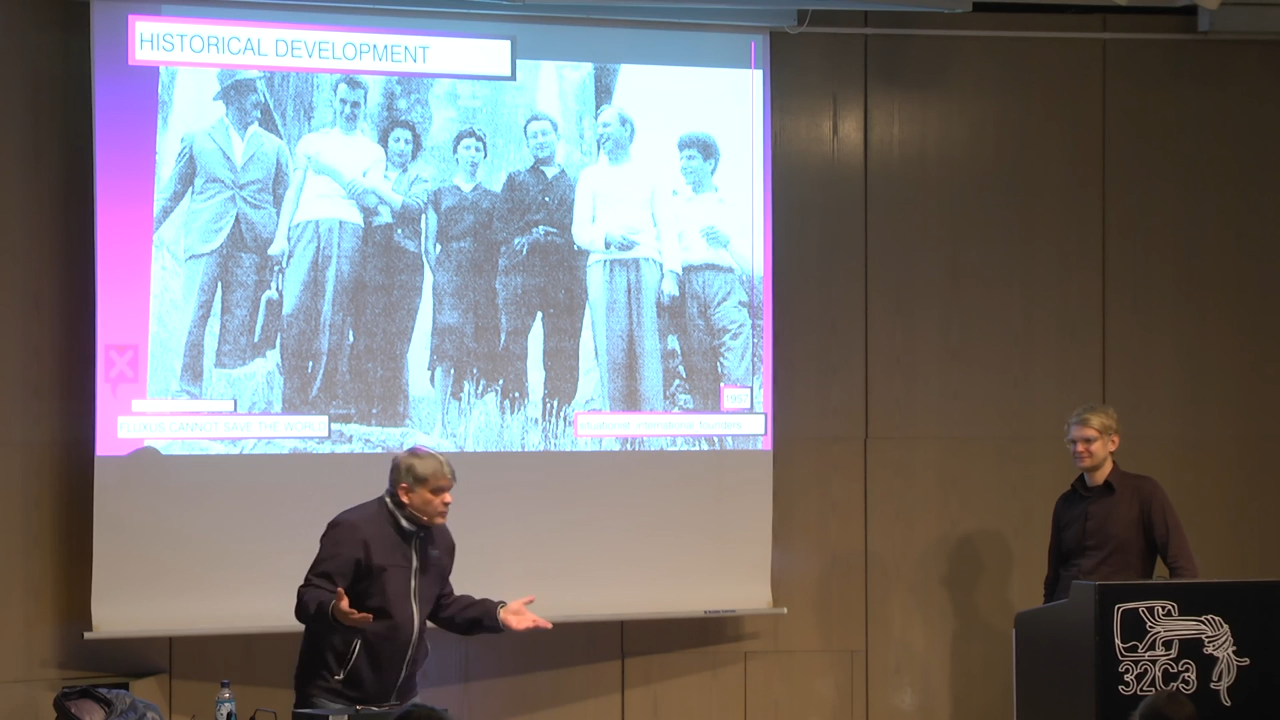 HISTORICAL DEVELOPMENT
1957
FLUXUS CANNOT SAVE THE WORLD
situationist international founders
32C3